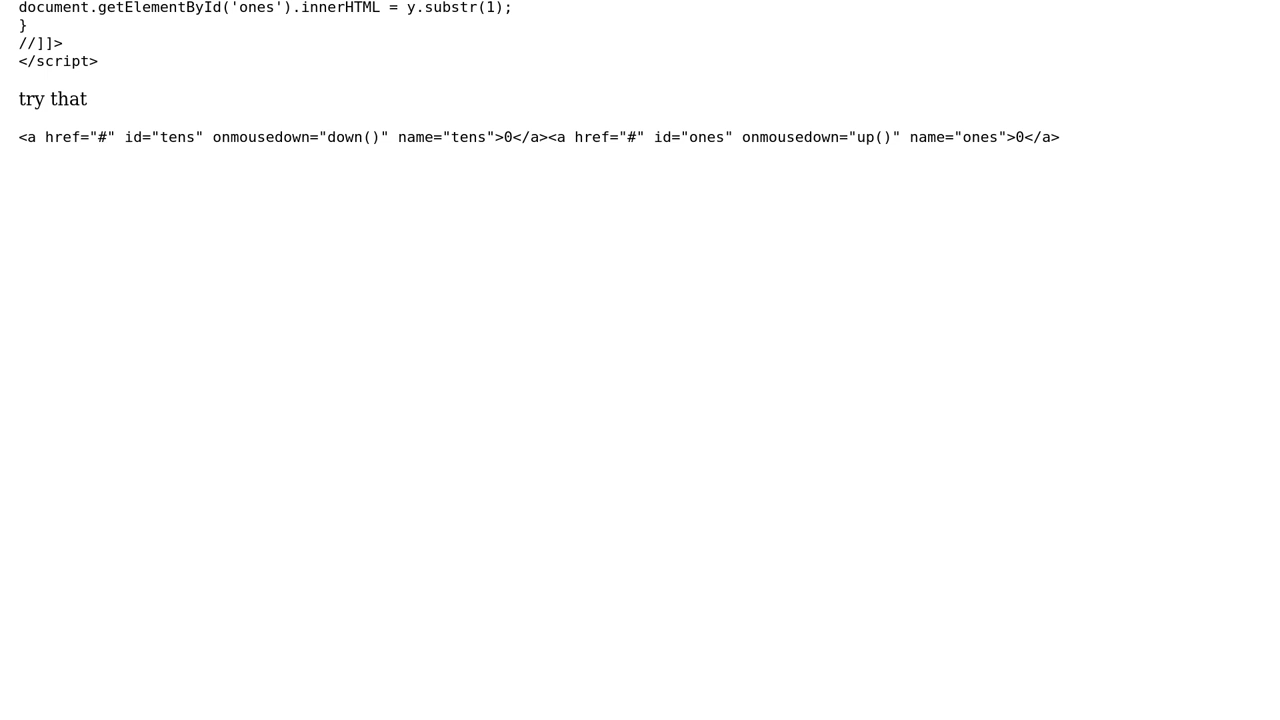 document.getElementById('ones').innerHTML = y.substr(1);
}
//]]>
</script>
try that
<a href="#" id="tens" onmousedown="down()" name="tens">0</a><a href="#" id="ones" onmousedown="up()" name="ones">0</a>